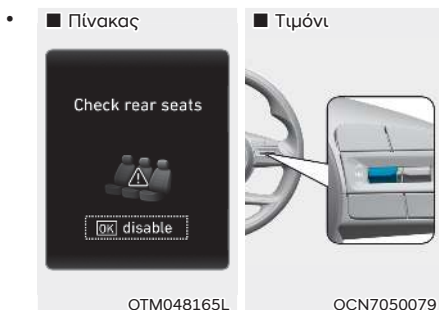 • ■ Πίνακας
■ Τιμόνι
Check rear seats
OK disable
OTM048165L
OCN7050079